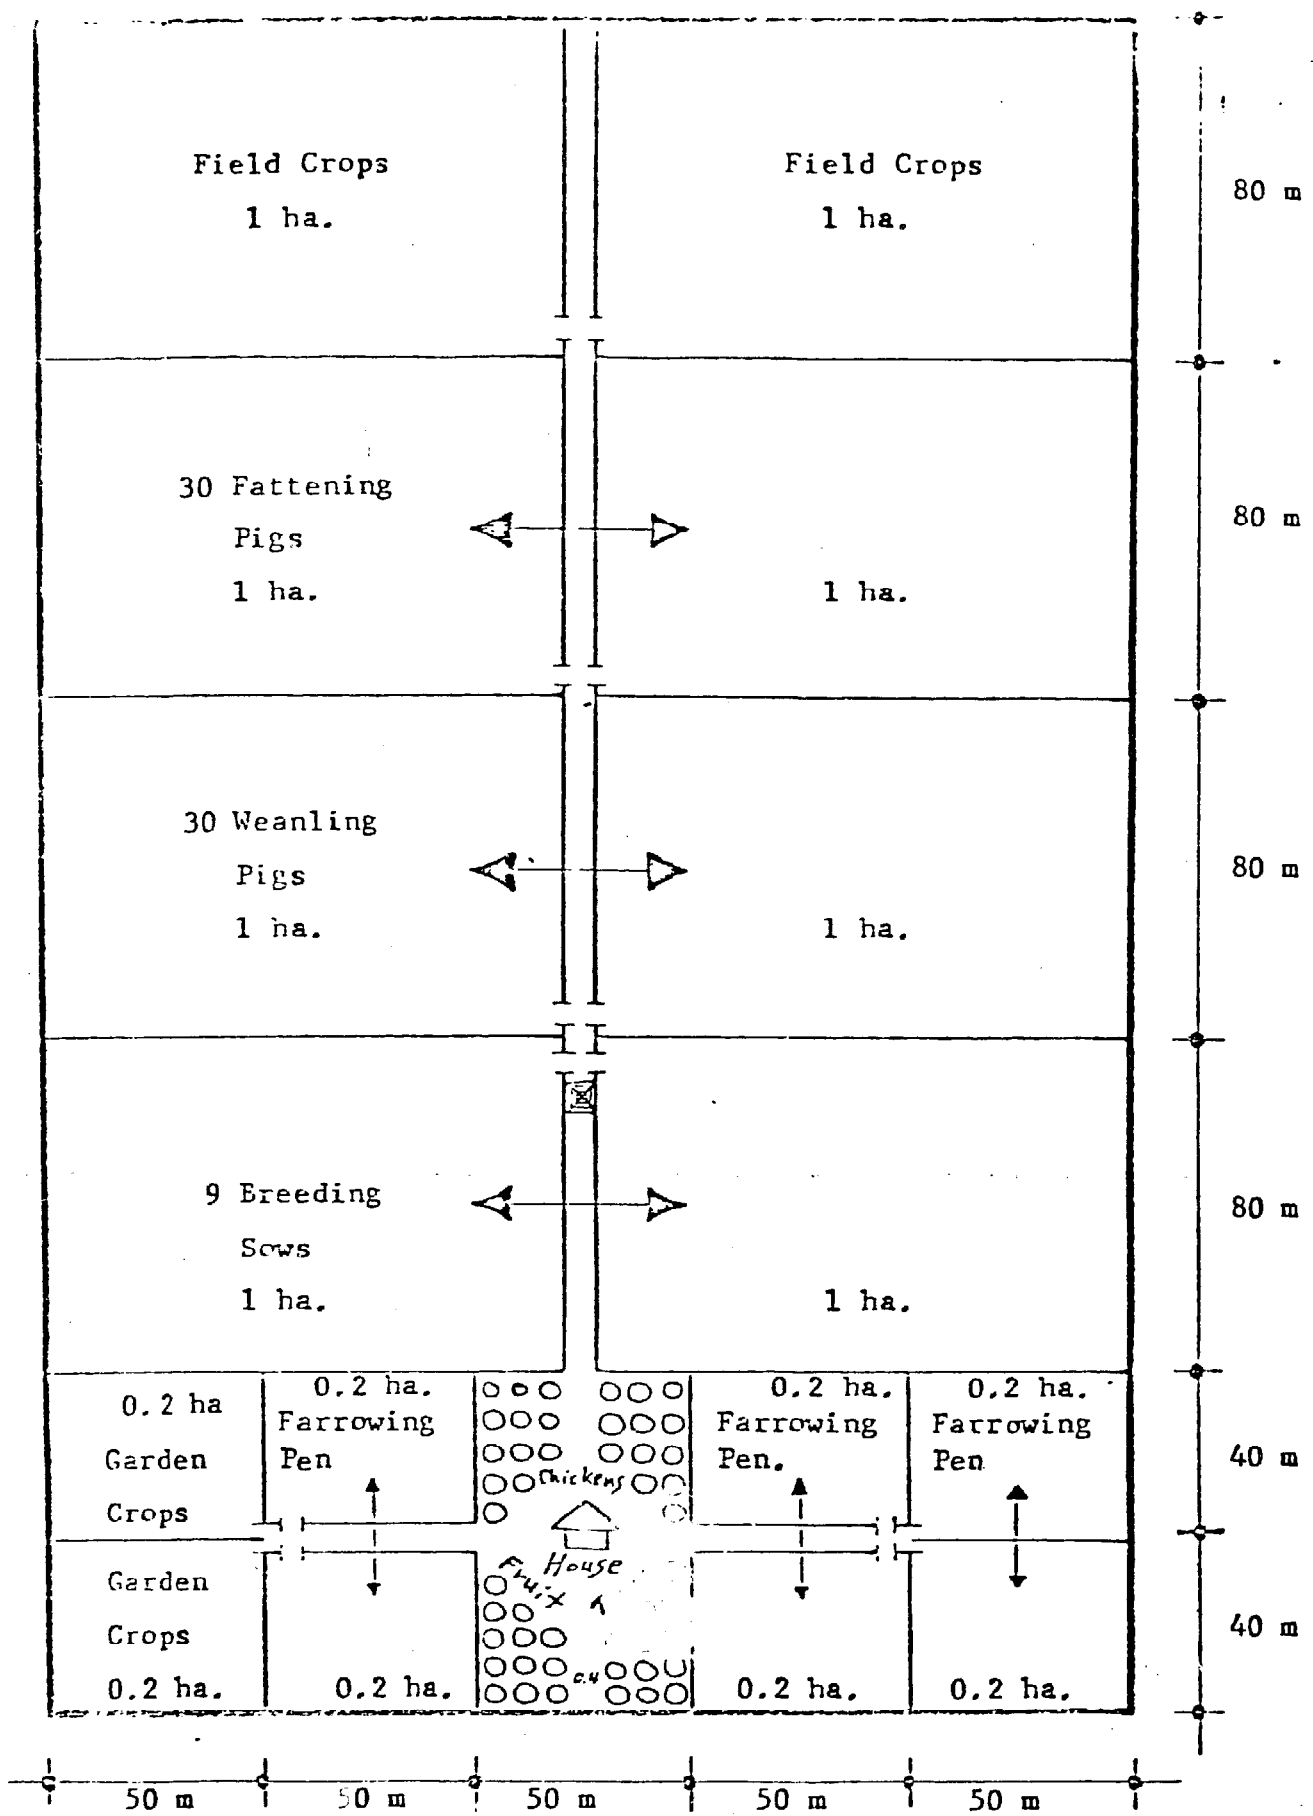 Field Crops
1 ha.
Field Crops
1 ha.
80 m
30 Fattening
Pigs
1 ha.
1 ha.
80 m
30 Weanling
Pigs
1 ha.
1 ha.
80 m
9 Breeding
Sows
1 ha.
1 ha.
80 m
0.2 ha
Garden
Crops
0.2 ha.
Farrowing
Pen
Chickens
0.2 ha.
Farrowing
Pen.
0.2 ha.
Farrowing
Pen
40 m
House
Garden
Crops
0.2 ha.
0.2 ha.
0.4
0.2 ha.
0.2 ha.
40 m
50 m
50 m
50 m
50 m
50 m